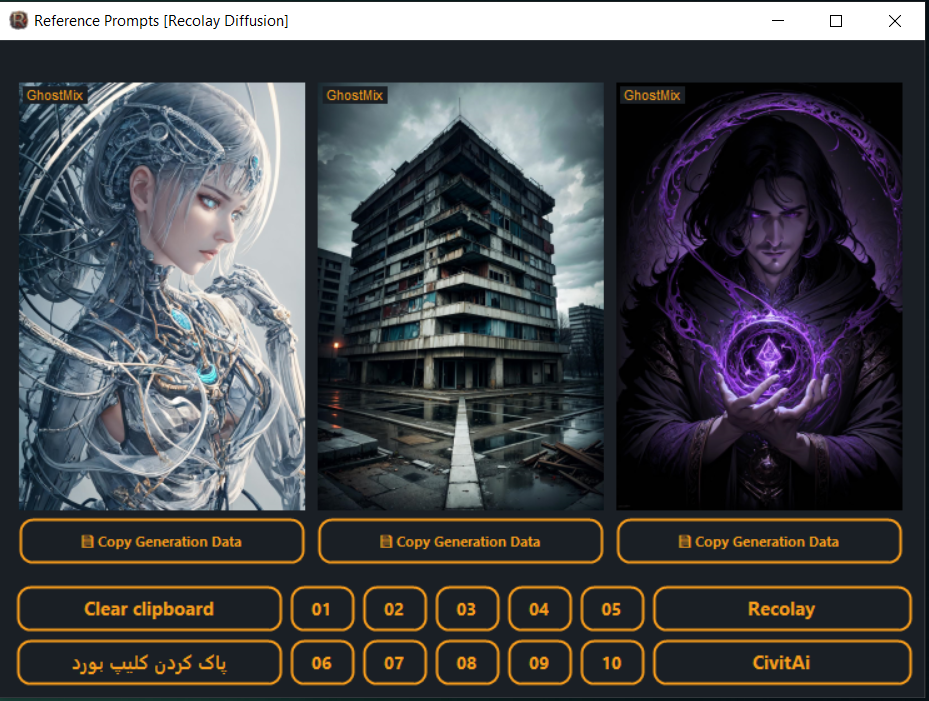 Reference Prompts [Recolay Diffusion]
GhostMix
GhostMix
GhostMix
Copy Generation Data
Copy Generation Data
Copy Generation Data
Clear clipboard
01
02
03
04
05
Recolay
پاک کردن کلیپ بورد
06
07
08
09
10
CivitAi